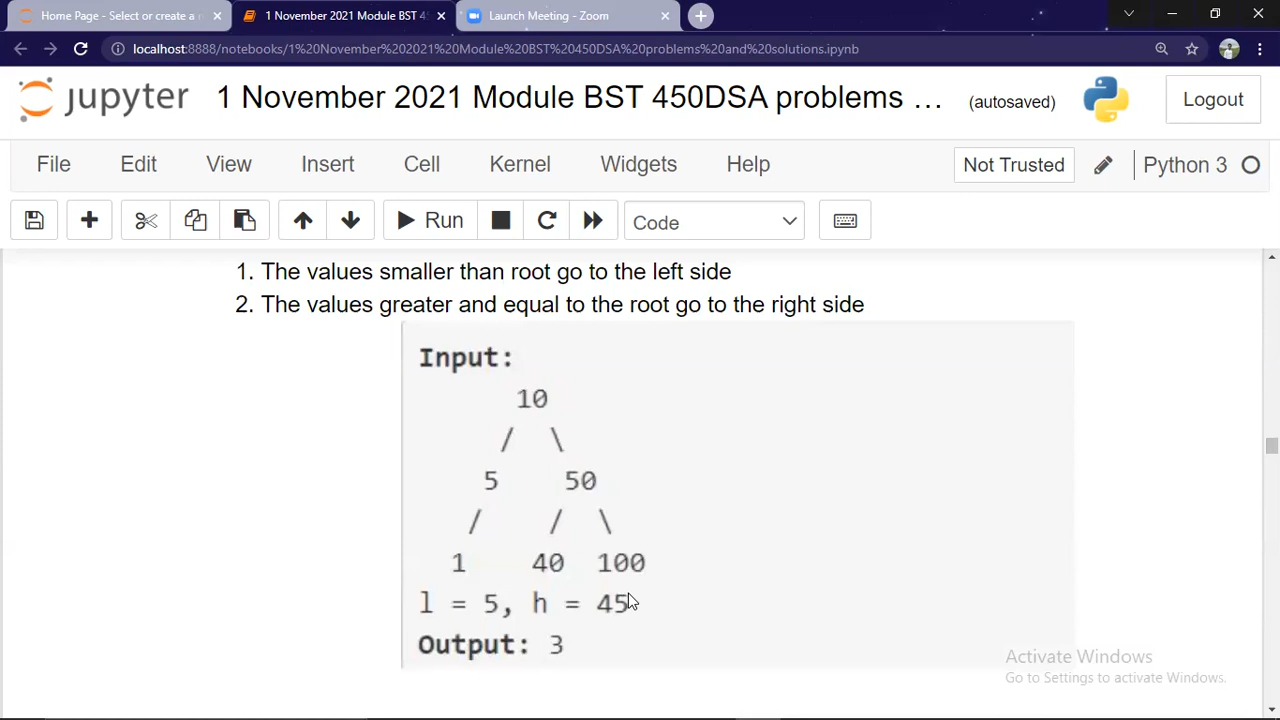 Home Page - Select or create a
1 November 2021 Module BST 4
Launch Meeting - Zoom
localhost:8888/notebooks/1%20November%202021%20Module%20BST%20450DSA%20problems%20and%20solutions.ipynb
jupyter 1 November 2021 Module BST 450DSA problems ... (autosaved) Logout
File Edit View Insert Cell Kernel Widgets Help Not Trusted Python 3
Run Code
1. The values smaller than root go to the left side
2. The values greater and equal to the root go to the right side
Input:
10
/ \
5 50
/ / \
1 40 100
l = 5, h = 45
Output: 3
Activate Windows
Go to Settings to activate Windows.